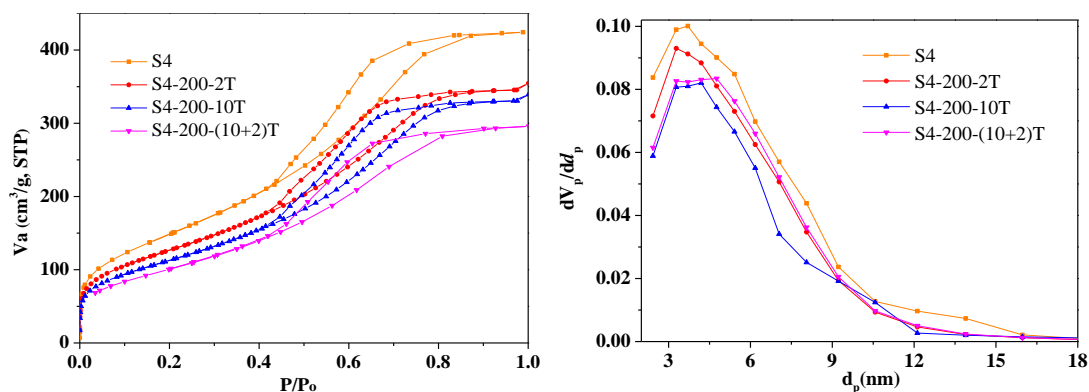 400
300
200
100
0
Va (cm³/g, STP)
S4
S4-200-2T
S4-200-10T
S4-200-(10+2)T
0.0 0.2 0.4 0.6 0.8 1.0
P/Po
0.10
0.08
0.06
0.04
0.02
0.00
dVp/ddp
S4
S4-200-2T
S4-200-10T
S4-200-(10+2)T
3 6 9 12 15 18
dp(nm)